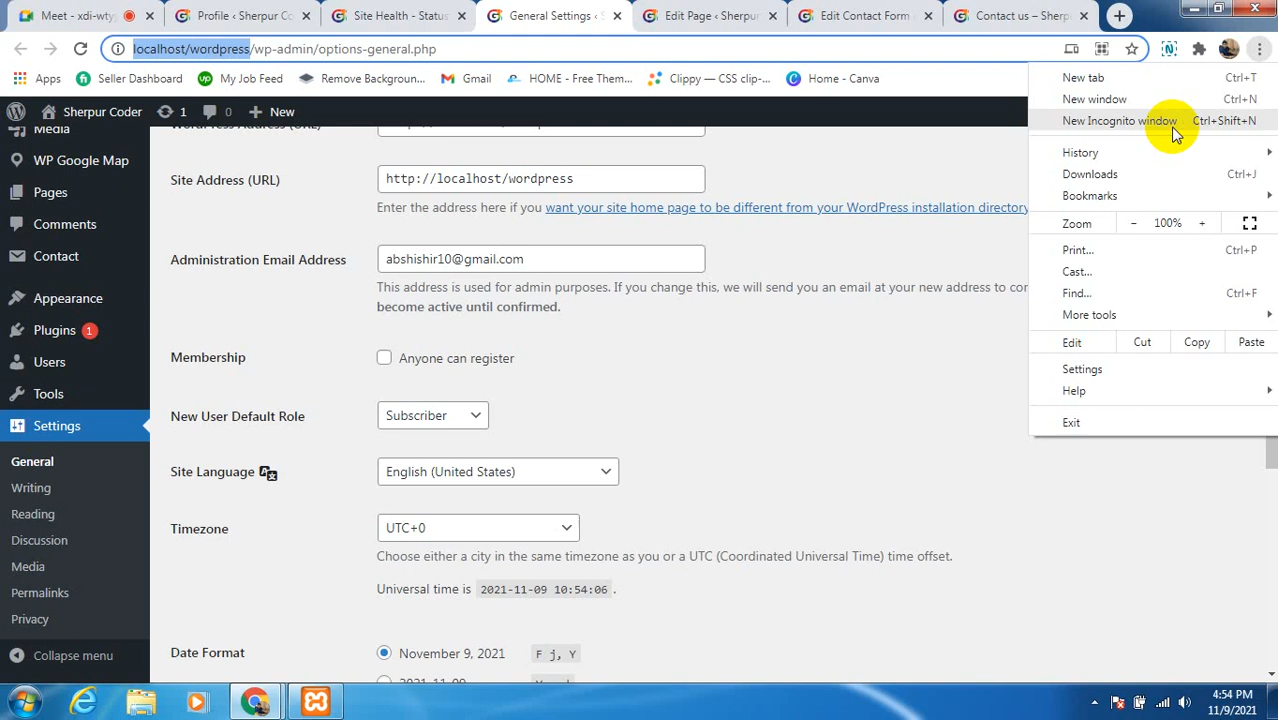 Meet - xdi-wty
Profile ‹ Sherpur Co
Site Health - Status
General Settings ‹ S
Edit Page ‹ Sherpur
Edit Contact Form
Contact us – Sherp
localhost/wordpress/wp-admin/options-general.php
Apps
Seller Dashboard
My Job Feed
Remove Backgroun...
Gmail
HOME - Free Them...
Clippy — CSS clip-...
Home - Canva
Sherpur Coder
1
0
New
Media
WP Google Map
Pages
Comments
Contact
Appearance
Plugins 1
Users
Tools
Settings
General
Writing
Reading
Discussion
Media
Permalinks
Privacy
Collapse menu
Site Address (URL)
http://localhost/wordpress
Enter the address here if you want your site home page to be different from your WordPress installation directory
Administration Email Address
abshishir10@gmail.com
This address is used for admin purposes. If you change this, we will send you an email at your new address to co
become active until confirmed.
Membership
Anyone can register
New User Default Role
Subscriber
Site Language
English (United States)
Timezone
UTC+0
Choose either a city in the same timezone as you or a UTC (Coordinated Universal Time) time offset.
Universal time is 2021-11-09 10:54:06 .
Date Format
November 9, 2021 F j, Y
New tab Ctrl+T
New window Ctrl+N
New Incognito window Ctrl+Shift+N
History
Downloads Ctrl+J
Bookmarks
Zoom - 100% +
Print... Ctrl+P
Cast...
Find... Ctrl+F
More tools
Edit Cut Copy Paste
Settings
Help
Exit
4:54 PM
11/9/2021